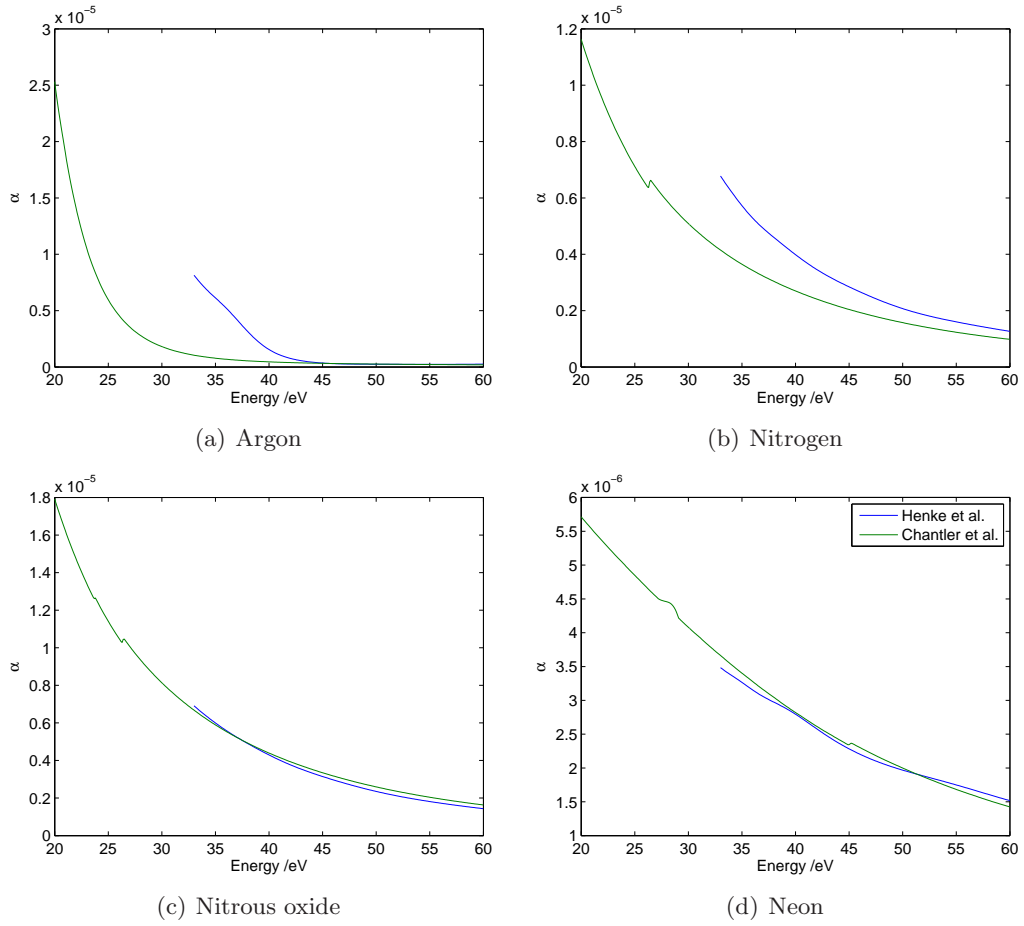 x 10⁻⁵
3
2.5
2
1.5
1
0.5
0
α
20 25 30 35 40 45 50 55 60
Energy /eV
(a) Argon
x 10⁻⁵
1.2
1
0.8
0.6
0.4
0.2
0
α
20 25 30 35 40 45 50 55 60
Energy /eV
(b) Nitrogen
x 10⁻⁵
1.8
1.6
1.4
1.2
1
0.8
0.6
0.4
0.2
0
α
20 25 30 35 40 45 50 55 60
Energy /eV
(c) Nitrous oxide
x 10⁻⁶
6
5.5
5
4.5
4
3.5
3
2.5
2
1.5
1
α
Henke et al.
Chantler et al.
20 25 30 35 40 45 50 55 60
Energy /eV
(d) Neon